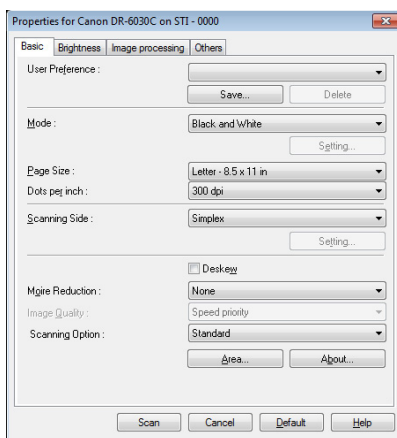 Properties for Canon DR-6030C on STI - 0000
Basic Brightness Image processing Others
User Preference :
Save... Delete
Mode : Black and White
Setting...
Page Size : Letter - 8.5 x 11 in
Dots per inch : 300 dpi
Scanning Side : Simplex
Setting...
Deskew
Moire Reduction : None
Image Quality : Speed priority
Scanning Option : Standard
Area... About...
Scan Cancel Default Help